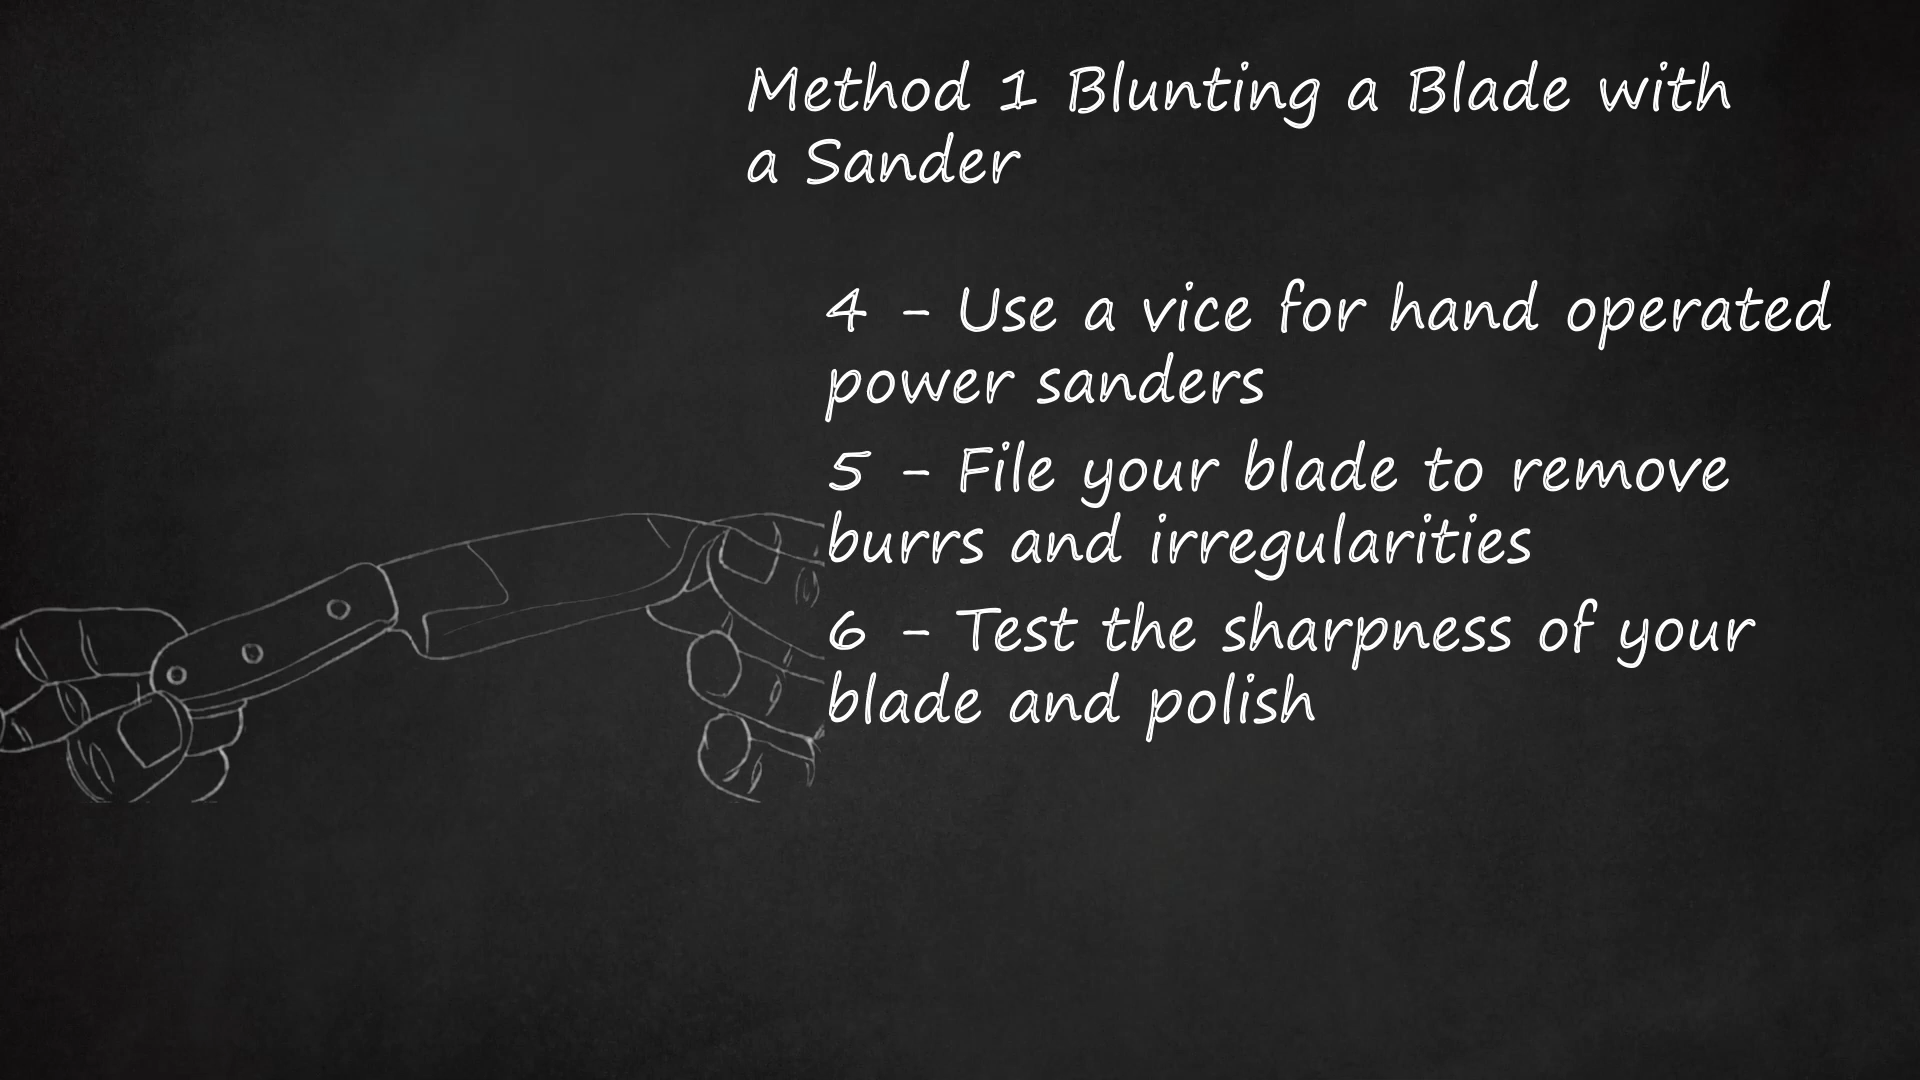 Method 1 Blunting a Blade with
a Sander
4 - Use a vice for hand operated
power sanders
5 - File your blade to remove
burrs and irregularities
6 - Test the sharpness of your
blade and polish